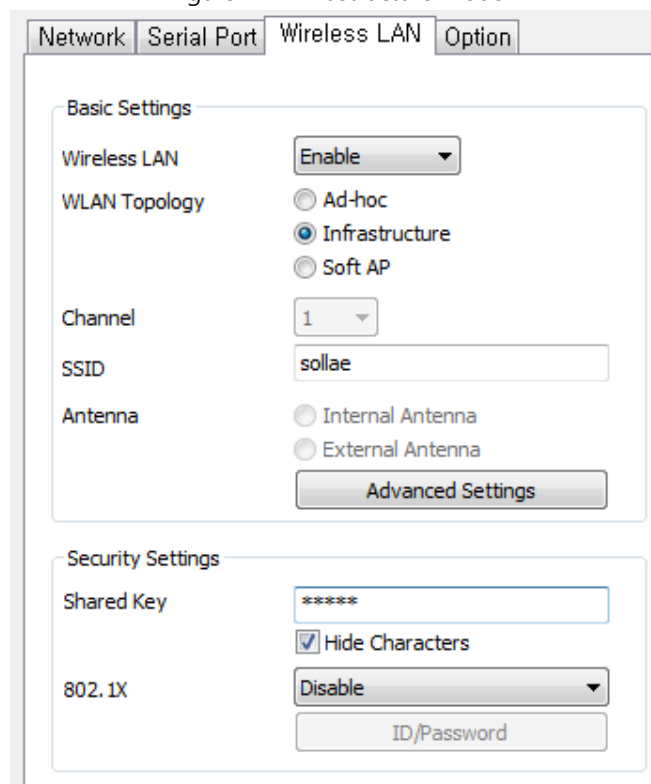 Network Serial Port Wireless LAN Option
Basic Settings
Wireless LAN Enable
WLAN Topology Ad-hoc
Infrastructure
Soft AP
Channel 1
SSID sollae
Antenna Internal Antenna
External Antenna
Advanced Settings
Security Settings
Shared Key *****
Hide Characters
802.1X Disable
ID/Password